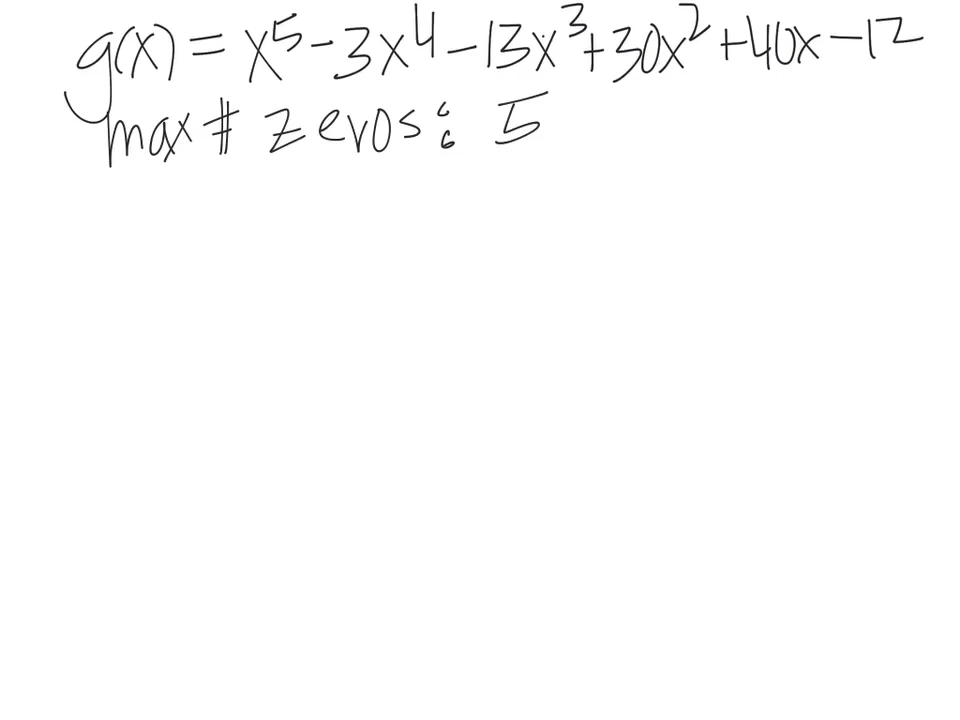 g(x) = x⁵ - 3x⁴ - 13x³ + 30x² + 40x - 12
max # zeros: 5